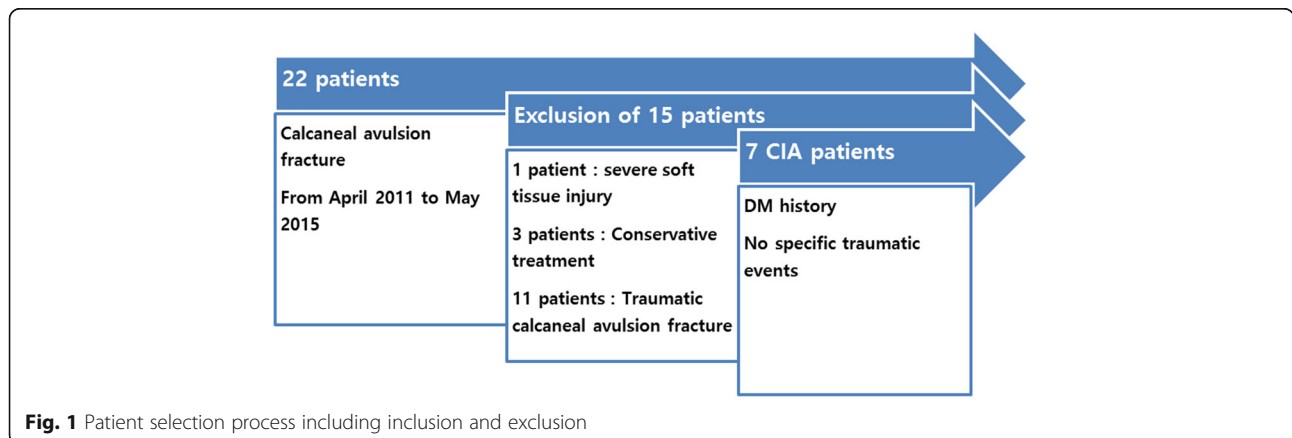 22 patients
Calcaneal avulsion
fracture
From April 2011 to May
2015
Exclusion of 15 patients
1 patient : severe soft
tissue injury
3 patients : Conservative
treatment
11 patients : Traumatic
calcaneal avulsion fracture
7 CIA patients
DM history
No specific traumatic
events
Fig. 1 Patient selection process including inclusion and exclusion